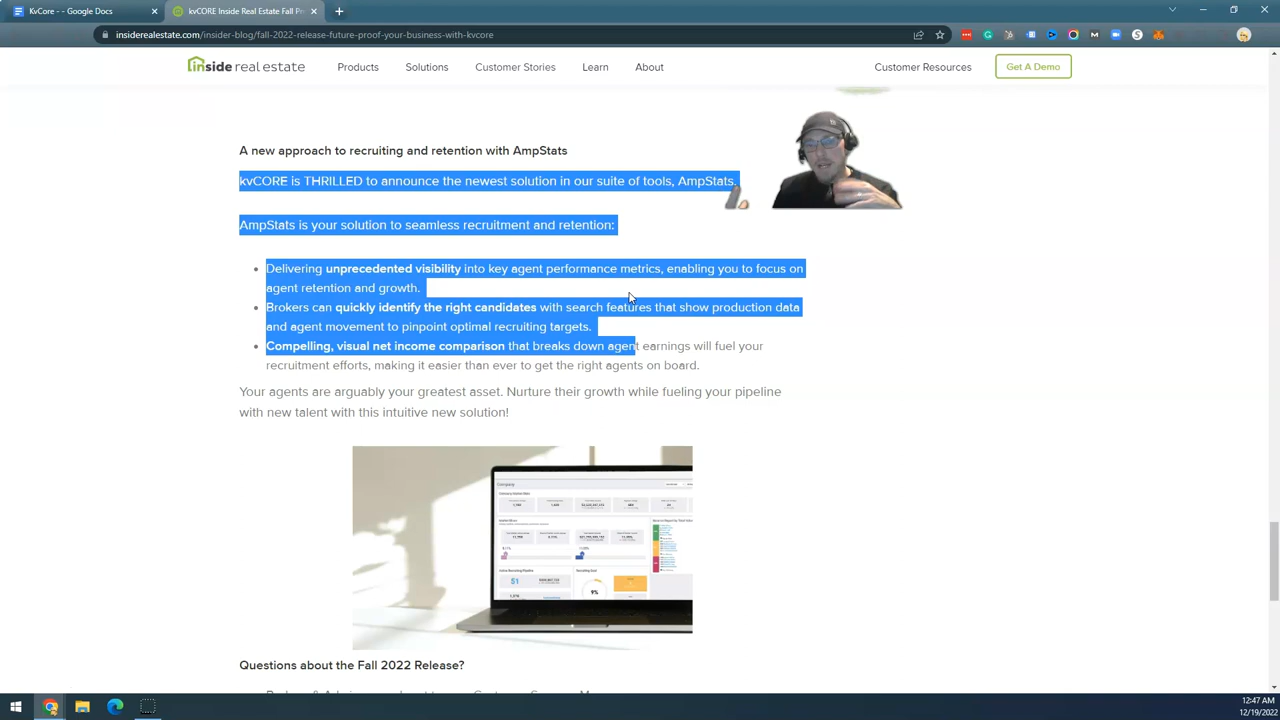 KvCore - - Google Docs
kvCORE Inside Real Estate Fall Pr
insiderealestate.com/insider-blog/fall-2022-release-future-proof-your-business-with-kvcore
inside real estate
Products
Solutions
Customer Stories
Learn
About
Customer Resources
Get A Demo
A new approach to recruiting and retention with AmpStats
kvCORE is THRILLED to announce the newest solution in our suite of tools, AmpStats.
AmpStats is your solution to seamless recruitment and retention:
Delivering unprecedented visibility into key agent performance metrics, enabling you to focus on
agent retention and growth.
Brokers can quickly identify the right candidates with search features that show production data
and agent movement to pinpoint optimal recruiting targets.
Compelling, visual net income comparison that breaks down agent earnings will fuel your
recruitment efforts, making it easier than ever to get the right agents on board.
Your agents are arguably your greatest asset. Nurture their growth while fueling your pipeline
with new talent with this intuitive new solution!
Company
51
9%
Questions about the Fall 2022 Release?
12:47 AM
12/19/2022